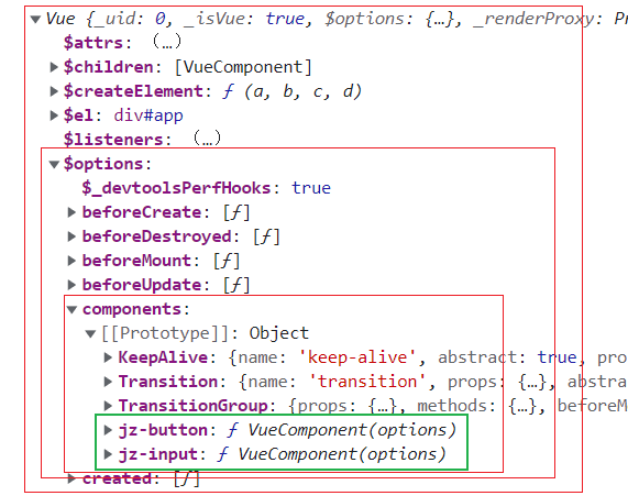 ▼Vue {_uid: 0, _isVue: true, $options: {…}, _renderProxy: Pr
$attrs: (…)
▶$children: [VueComponent]
▶$createElement: ƒ (a, b, c, d)
▶$el: div#app
$listeners: (…)
▼$options:
$_devtoolsPerfHooks: true
▶beforeCreate: [ƒ]
▶beforeDestroyed: [ƒ]
▶beforeMount: [ƒ]
▶beforeUpdate: [ƒ]
▼components:
▼[[Prototype]]: Object
▶KeepAlive: {name: 'keep-alive', abstract: true, pro
▶Transition: {name: 'transition', props: {…}, abstra
▶TransitionGroup: {props: {…}, methods: {…}, beforeM
▶jz-button: ƒ VueComponent(options)
▶jz-input: ƒ VueComponent(options)
▶created: [ƒ]